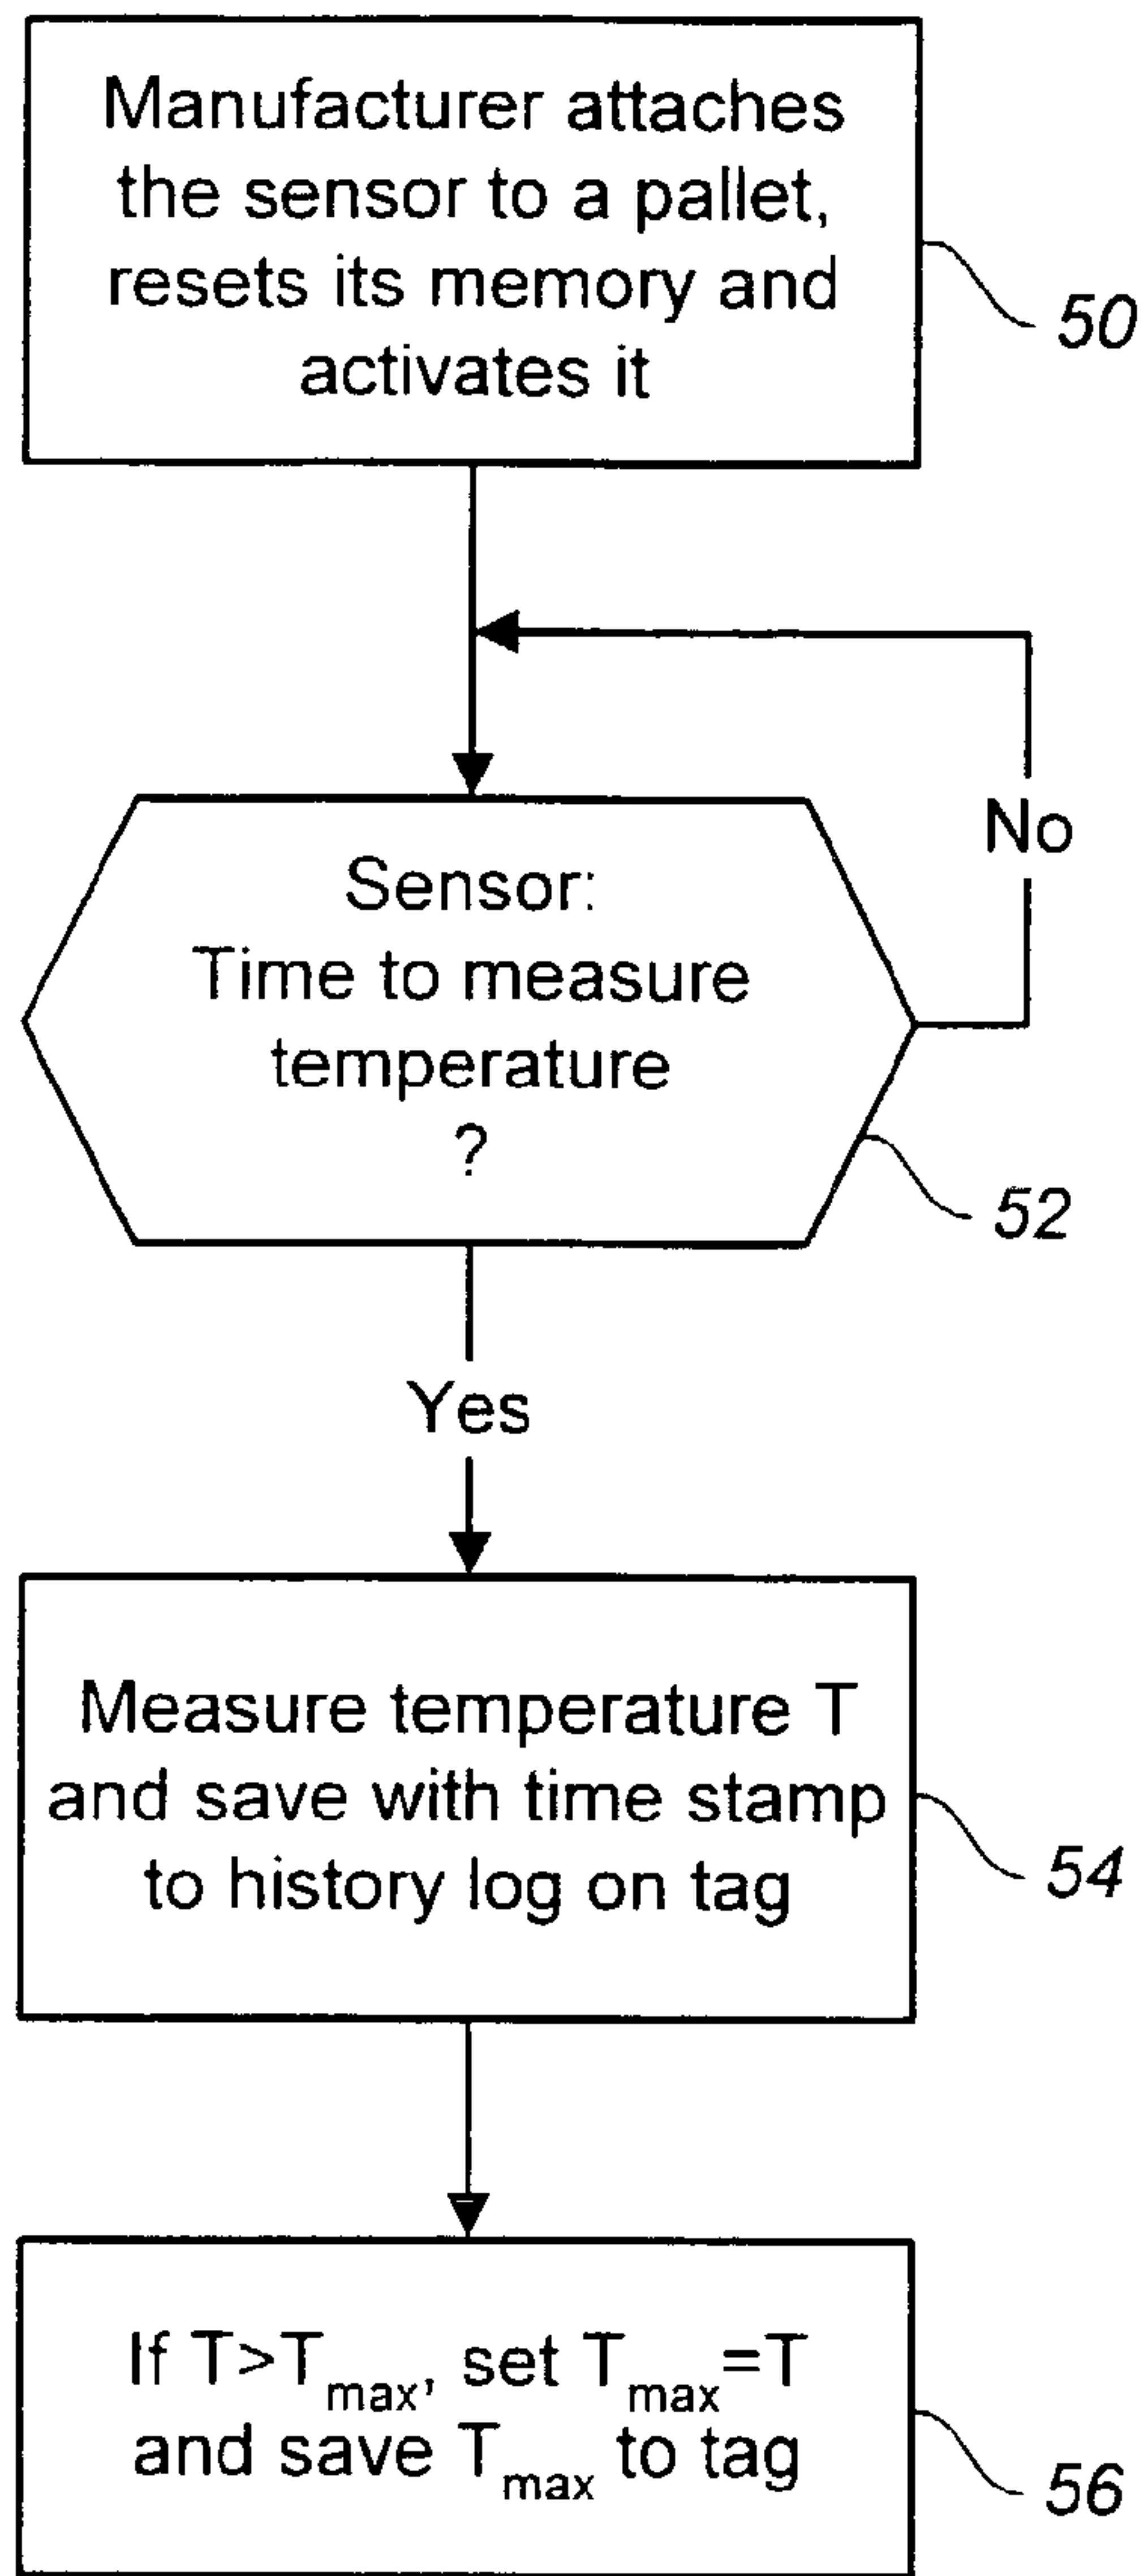 Manufacturer attaches
the sensor to a pallet,
resets its memory and
activates it
50
No
Sensor:
Time to measure
temperature
?
52
Yes
Measure temperature T
and save with time stamp
to history log on tag
54
If T>Tmax, set Tmax=T
and save Tmax to tag
56